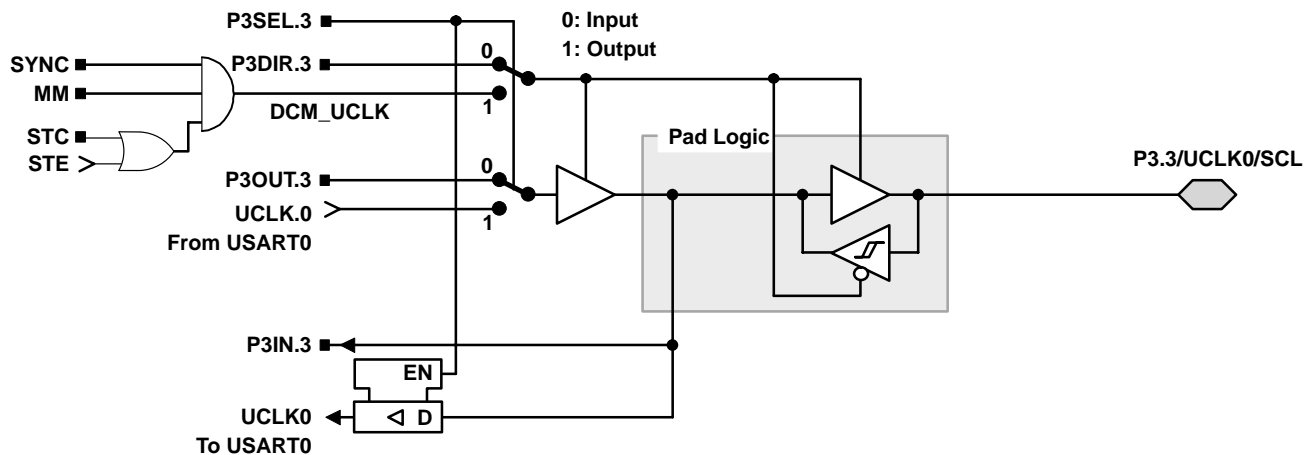 P3SEL.3
0: Input
1: Output
SYNC
P3DIR.3
0
MM
1
DCM_UCLK
STC
STE
Pad Logic
P3.3/UCLK0/SCL
P3OUT.3
0
UCLK.0
1
From USART0
P3IN.3
EN
UCLK0
D
To USART0